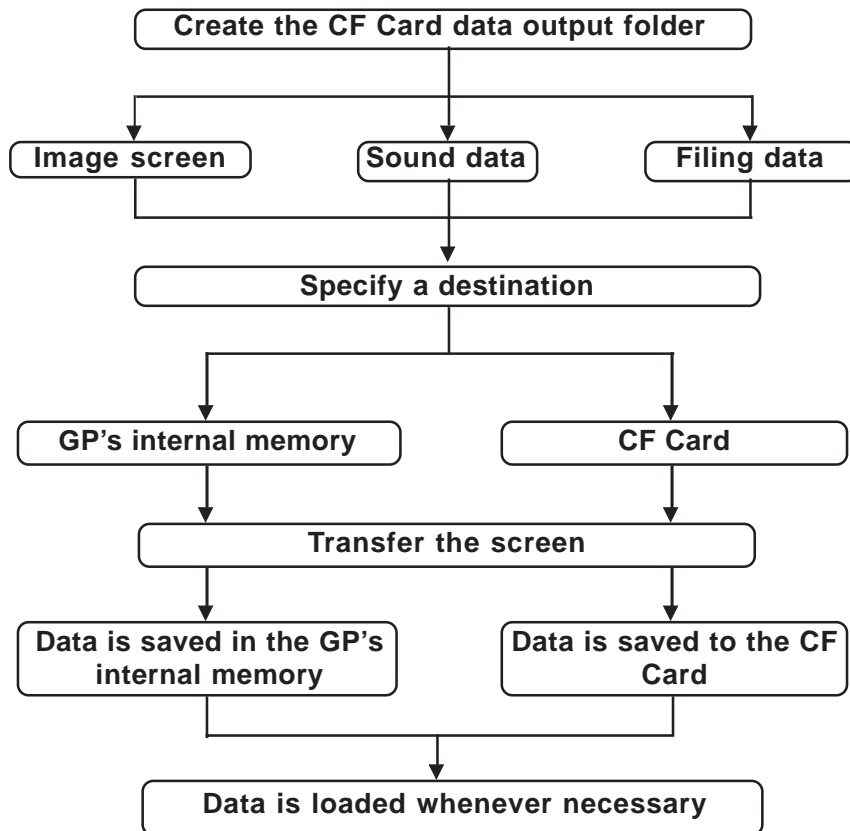 Create the CF Card data output folder
Image screen
Sound data
Filing data
Specify a destination
GP’s internal memory
CF Card
Transfer the screen
Data is saved in the GP’s
internal memory
Data is saved to the CF
Card
Data is loaded whenever necessary